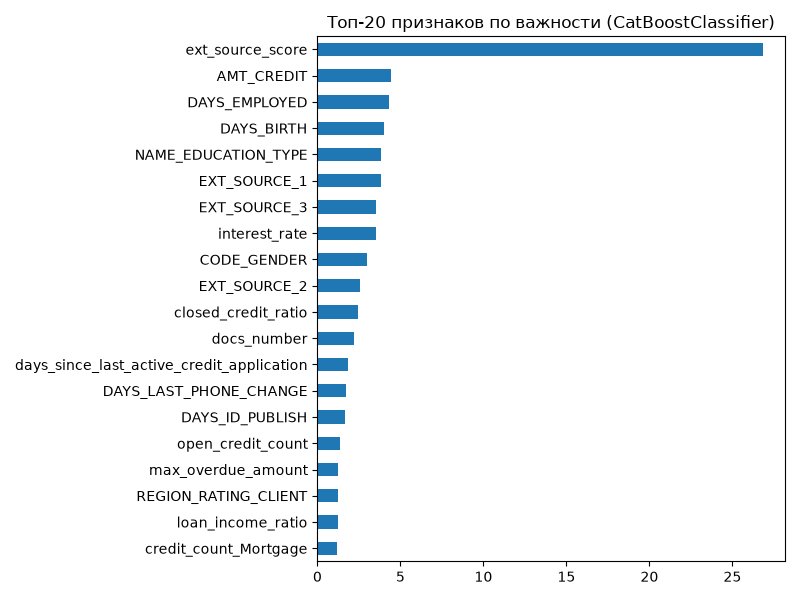 Топ-20 признаков по важности (CatBoostClassifier)
ext_source_score
AMT_CREDIT
DAYS_EMPLOYED
DAYS_BIRTH
NAME_EDUCATION_TYPE
EXT_SOURCE_1
EXT_SOURCE_3
interest_rate
CODE_GENDER
EXT_SOURCE_2
closed_credit_ratio
docs_number
days_since_last_active_credit_application
DAYS_LAST_PHONE_CHANGE
DAYS_ID_PUBLISH
open_credit_count
max_overdue_amount
REGION_RATING_CLIENT
loan_income_ratio
credit_count_Mortgage
0 5 10 15 20 25